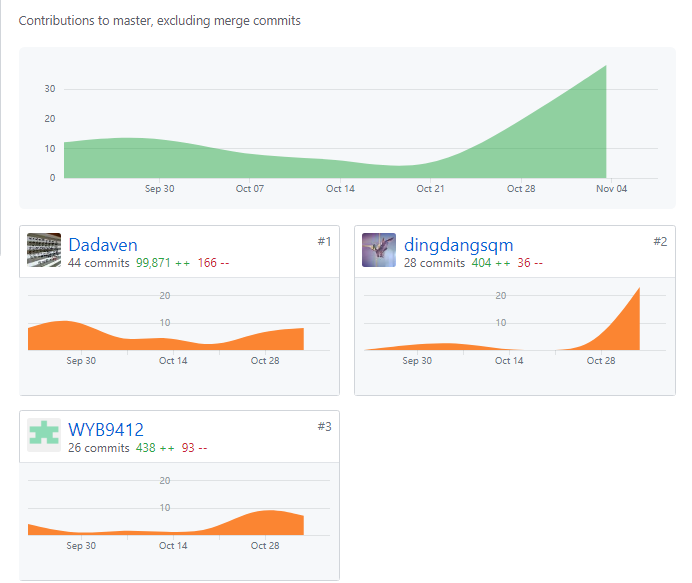 Contributions to master, excluding merge commits
30
20
10
0
Sep 30 Oct 07 Oct 14 Oct 21 Oct 28 Nov 04
Dadaven #1
44 commits 99,871 ++ 166 --
20
10
Sep 30 Oct 14 Oct 28
dingdangsqm #2
28 commits 404 ++ 36 --
20
10
Sep 30 Oct 14 Oct 28
WYB9412 #3
26 commits 438 ++ 93 --
20
10
Sep 30 Oct 14 Oct 28